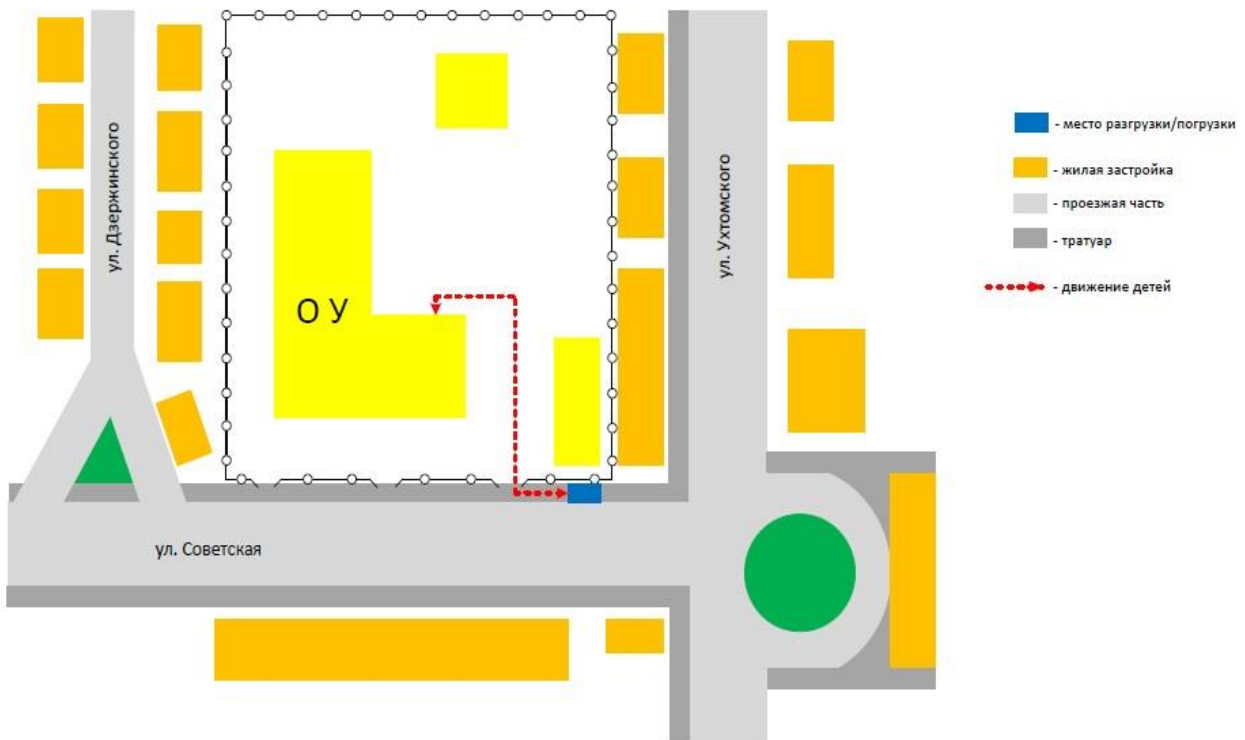 ул. Дзержинского
О У
ул. Ухтомского
ул. Советская
- место разгрузки/погрузки
- жилая застройка
- проезжая часть
- тратуар
- движение детей